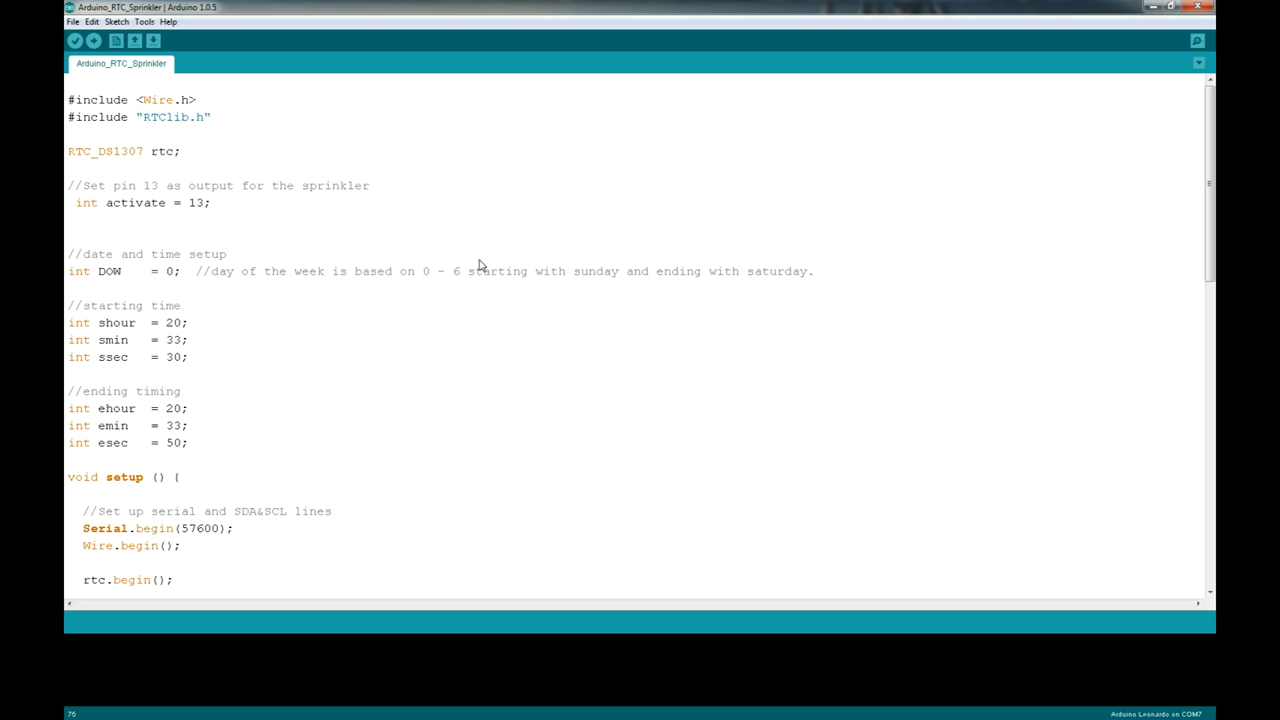 Arduino_RTC_Sprinkler | Arduino 1.0.5
File Edit Sketch Tools Help
Arduino_RTC_Sprinkler
#include <Wire.h>
#include "RTClib.h"
RTC_DS1307 rtc;
//Set pin 13 as output for the sprinkler
int activate = 13;
//date and time setup
int DOW = 0; //day of the week is based on 0 - 6 starting with sunday and ending with saturday.
//starting time
int shour = 20;
int smin = 33;
int ssec = 30;
//ending timing
int ehour = 20;
int emin = 33;
int esec = 50;
void setup () {
//Set up serial and SDA&SCL lines
Serial.begin(57600);
Wire.begin();
rtc.begin();
76
Arduino Leonardo on COM7